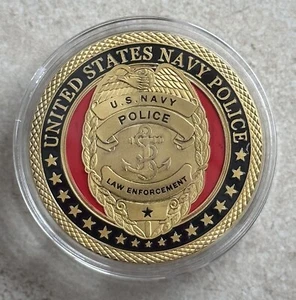 UNITED STATES NAVY POLICE
U.S. NAVY
POLICE
LAW ENFORCEMENT